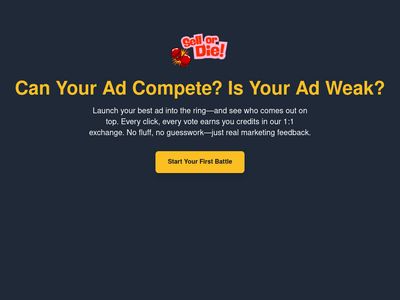 Sell or
Die!
Can Your Ad Compete? Is Your Ad Weak?
Launch your best ad into the ring—and see who comes out on
top. Every click, every vote earns you credits in our 1:1
exchange. No fluff, no guesswork—just real marketing feedback.
Start Your First Battle